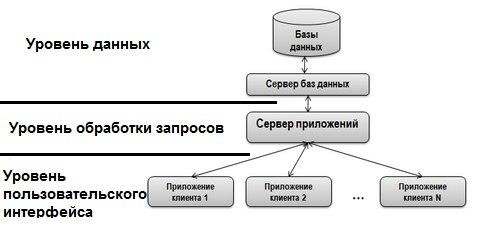 Уровень данных
Базы
данных
Сервер баз данных
Уровень обработки запросов
Сервер приложений
Уровень
пользовательского
интерфейса
Приложение
клиента 1
Приложение
клиента 2
...
Приложение
клиента N